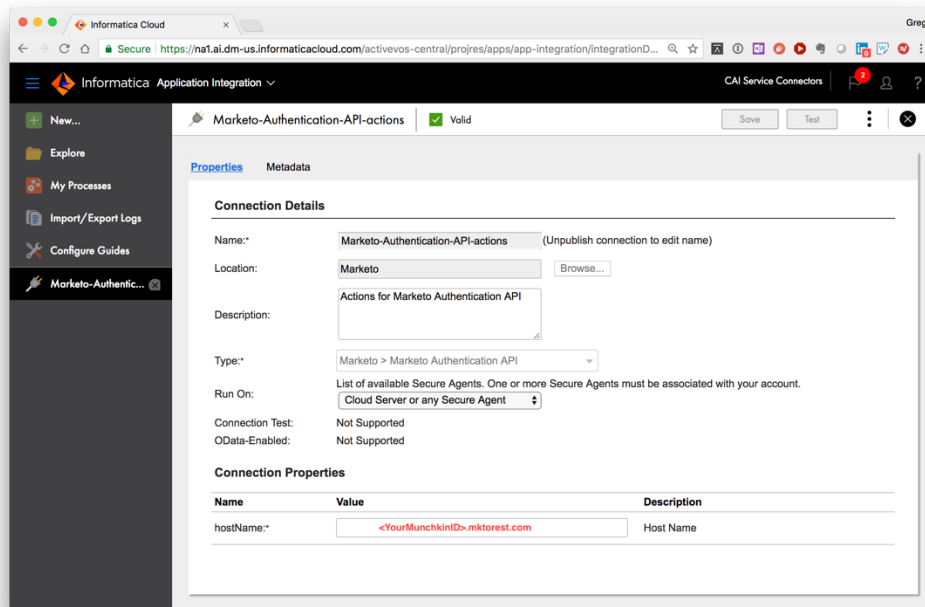 Informatica Cloud
Greg
Secure | https://na1.ai.dm-us.informaticacloud.com/activevos-central/projres/apps/app-integration/integrationD...
Informatica Application Integration
CAI Service Connectors
2
?
New...
Marketo-Authentication-API-actions
Valid
Save
Test
Explore
My Processes
Import/Export Logs
Configure Guides
Marketo-Authentic...
Properties
Metadata
Connection Details
Name:*
Marketo-Authentication-API-actions
(Unpublish connection to edit name)
Location:
Marketo
Browse...
Description:
Actions for Marketo Authentication API
Type:*
Marketo > Marketo Authentication API
Run On:
List of available Secure Agents. One or more Secure Agents must be associated with your account.
Cloud Server or any Secure Agent
Connection Test:
Not Supported
OData-Enabled:
Not Supported
Connection Properties
Name
Value
Description
hostName:*
<YourMunchkinID>.mktorest.com
Host Name